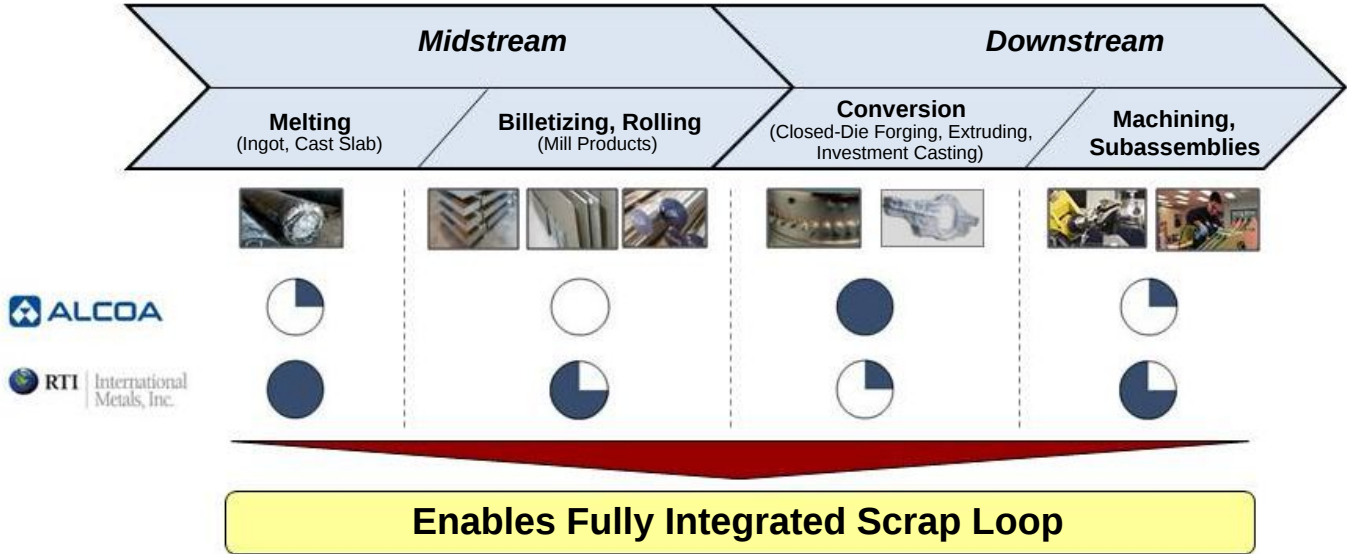 Midstream
Downstream
Melting
(Ingot, Cast Slab)
Billetizing, Rolling
(Mill Products)
Conversion
(Closed-Die Forging, Extruding,
Investment Casting)
Machining,
Subassemblies
ALCOA
RTI International
Metals, Inc.
Enables Fully Integrated Scrap Loop